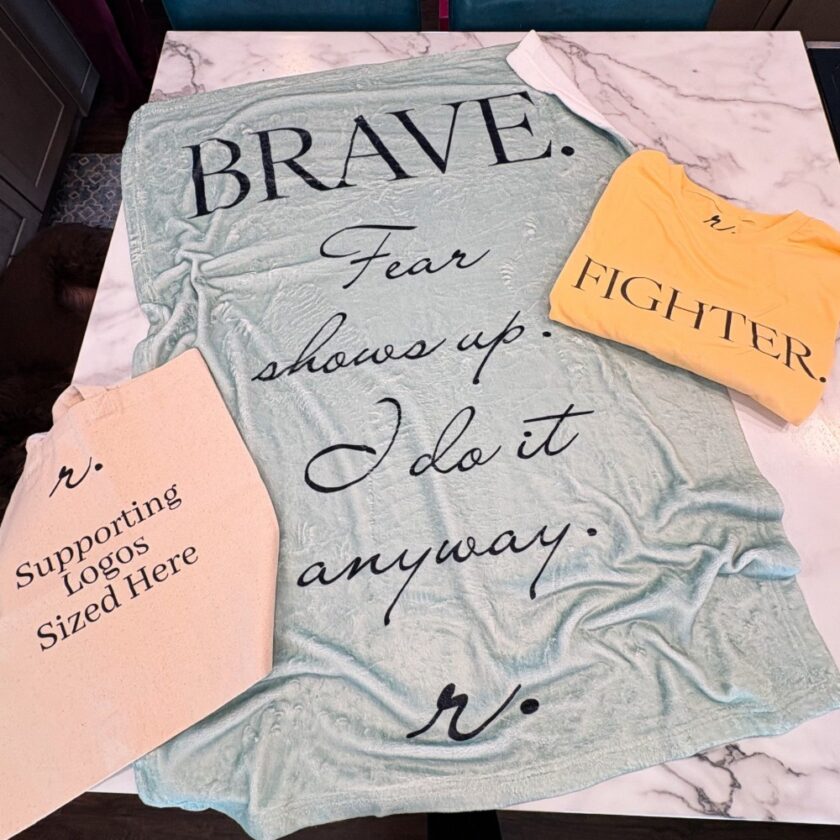 BRAVE.
Fear
shows up.
I do it
anyway.
r.
r.
FIGHTER.
r.
Supporting
Logos
Sized Here